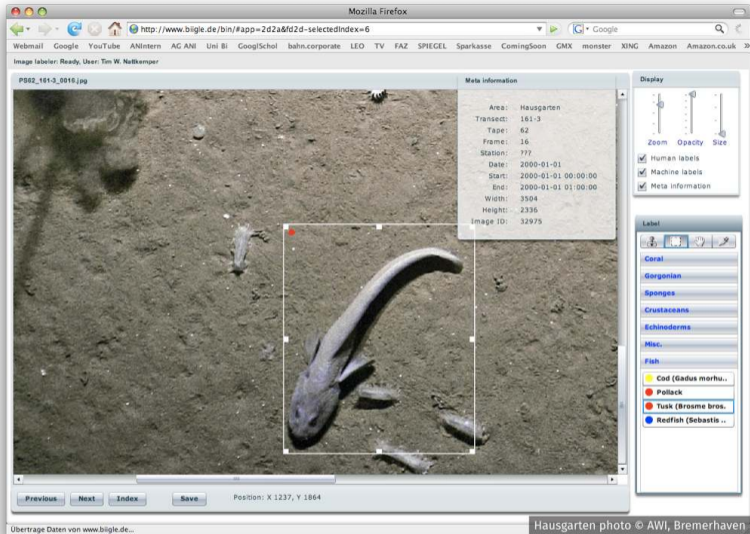 Mozilla Firefox
http://www.biigle.de/bin/#app=2d2a&fd2d-selectedIndex=6
Google
Webmail Google YouTube ANIntern AG ANI Uni Bi GooglSchol bahn.corporate LEO TV FAZ SPIEGEL Sparkasse ComingSoon GMX monster XING Amazon Amazon.co.uk »
Image labeler: Ready, User: Tim W. Nattkemper
PS62_161-3_0016.jpg
Meta information
Area: Hausgarten
Transect: 161-3
Tape: 62
Frame: 16
Station: ???
Date: 2000-01-01
Start: 2000-01-01 00:00:00
End: 2000-01-01 01:00:00
Width: 3504
Height: 2336
Image ID: 32975
Display
Zoom Opacity Size
Human labels
Machine labels
Meta information
Label
Coral
Gorgonian
Sponges
Crustaceans
Echinoderms
Misc.
Fish
Cod (Gadus morhu..
Pollack
Tusk (Brosme bros.
Redfish (Sebastis ..
Previous Next Index Save Position: X 1237, Y 1864
Übertrage Daten von www.biigle.de...
Hausgarten photo © AWI, Bremerhaven